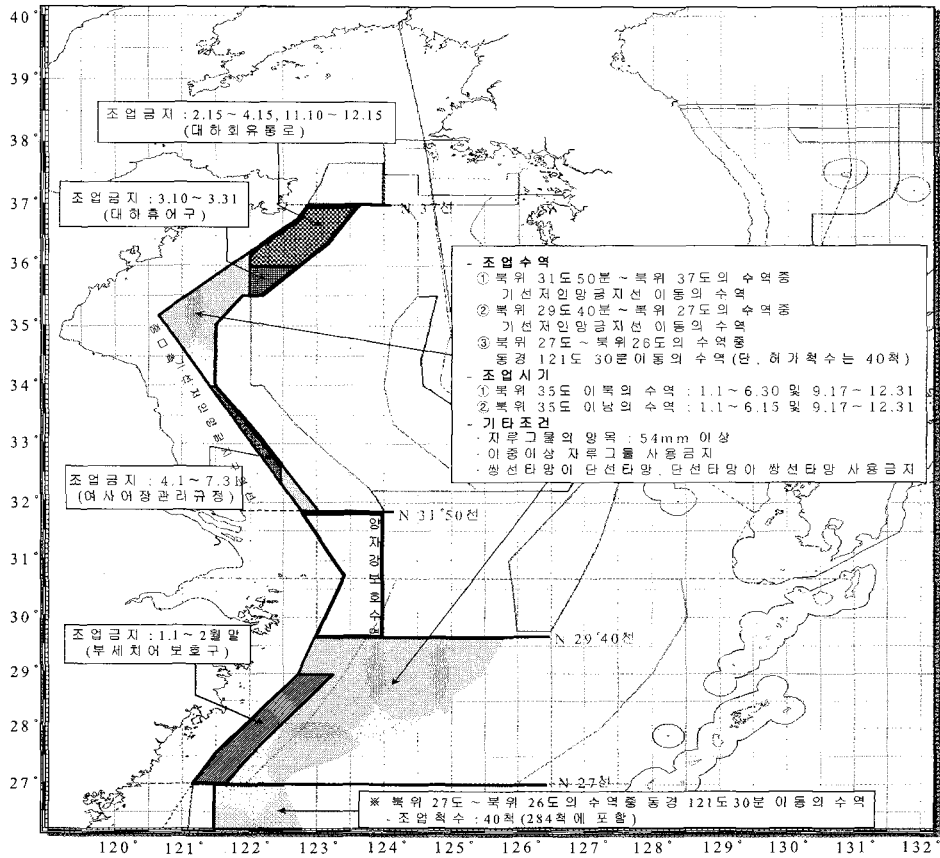 40°
39°
38°
37°
36°
35°
34°
33°
32°
31°
30°
29°
28°
27°
조업금지 : 2.15~ 4.15, 11.10~ 12.15
(대하회유통로)
조업금지 : 3.10~ 3.31
(대하휴어구)
N 37선
- 조업수역
① 북위 31도50분 ~ 북위 37도의 수역중
기선저인망금지선 이동의 수역
② 북위 29도40분 ~ 북위 27도의 수역중
기선저인망금지선 이동의 수역
③ 북위 27도 ~ 북위26도의 수역중
동경 121도 30분이동의 수역(단, 허가척수는 40척)
- 조업시기
① 북위 35도 이북의 수역 : 1.1~ 6.30 및 9.17~ 12.31
② 북위 35도 이남의 수역 : 1.1~ 6.15 및 9.17~ 12.31
- 기타조건
· 자루그물의 망목 : 54mm 이상
· 이중이상 자루그물 사용금지
· 쌍선타망이 단선타망, 단선타망이 쌍선타망 사용금지
조업금지 : 4.1~ 7.31
(여사어장관리규정)
N 31°50선
양자강보호수역
N 29°40선
조업금지 : 1.1~ 2월말
(부세치어 보호구)
N 27선
※ 북위 27도 ~ 북위26도의 수역중 동경 121도30분 이동의 수역
- 조업척수 : 40척(284척에 포함)
120° 121° 122° 123° 124° 125° 126° 127° 128° 129° 130° 131° 132°